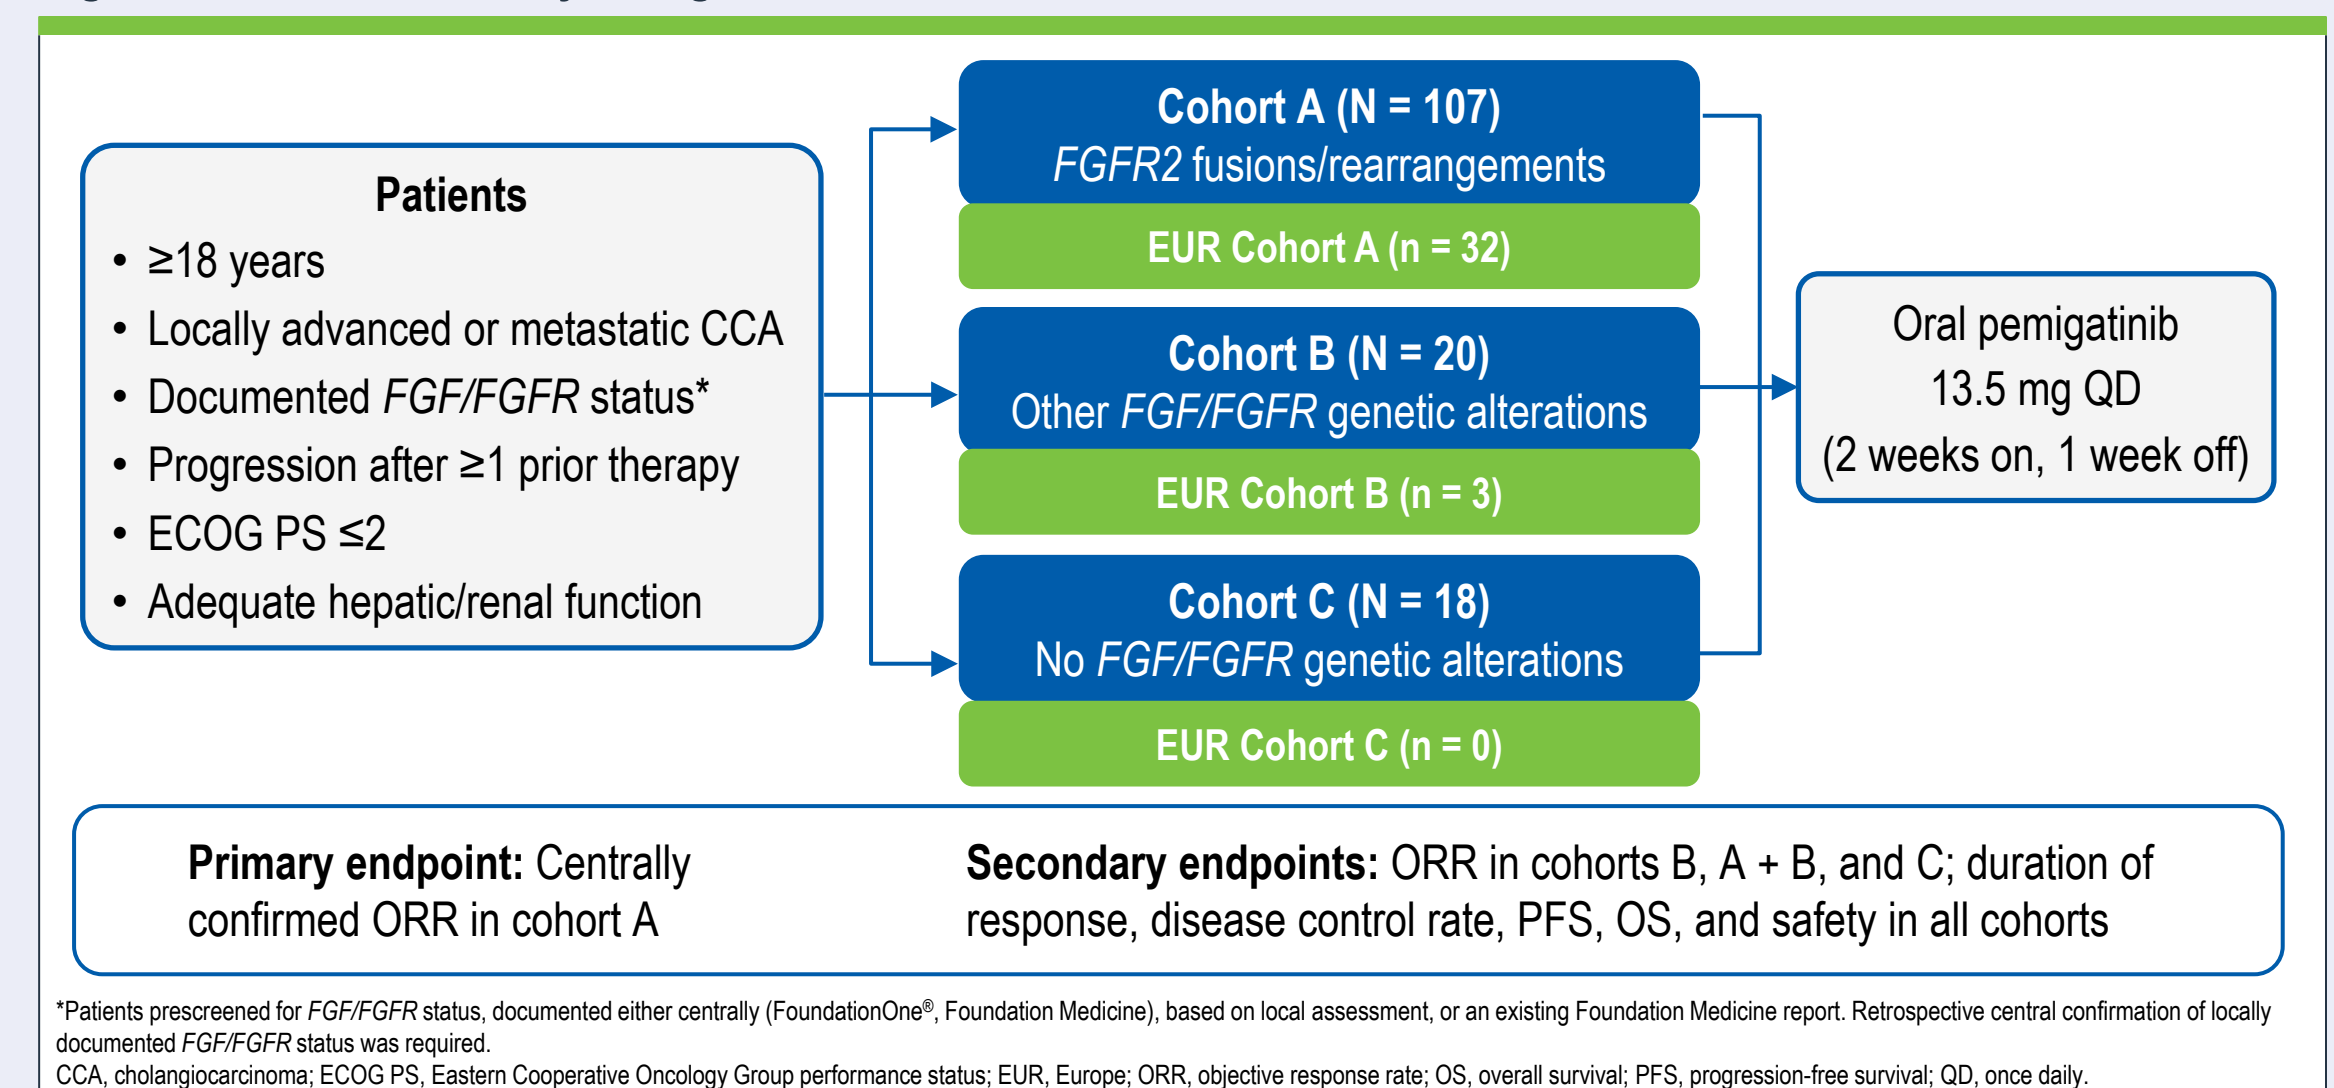 Patients
• ≥18 years
• Locally advanced or metastatic CCA
• Documented FGF/FGFR status*
• Progression after ≥1 prior therapy
• ECOG PS ≤2
• Adequate hepatic/renal function
Cohort A (N = 107)
FGFR2 fusions/rearrangements
EUR Cohort A (n = 32)
Cohort B (N = 20)
Other FGF/FGFR genetic alterations
EUR Cohort B (n = 3)
Cohort C (N = 18)
No FGF/FGFR genetic alterations
EUR Cohort C (n = 0)
Oral pemigatinib
13.5 mg QD
(2 weeks on, 1 week off)
Primary endpoint: Centrally
confirmed ORR in cohort A
Secondary endpoints: ORR in cohorts B, A + B, and C; duration of
response, disease control rate, PFS, OS, and safety in all cohorts
*Patients prescreened for FGF/FGFR status, documented either centrally (FoundationOne®, Foundation Medicine), based on local assessment, or an existing Foundation Medicine report. Retrospective central confirmation of locally
documented FGF/FGFR status was required.
CCA, cholangiocarcinoma; ECOG PS, Eastern Cooperative Oncology Group performance status; EUR, Europe; ORR, objective response rate; OS, overall survival; PFS, progression-free survival; QD, once daily.